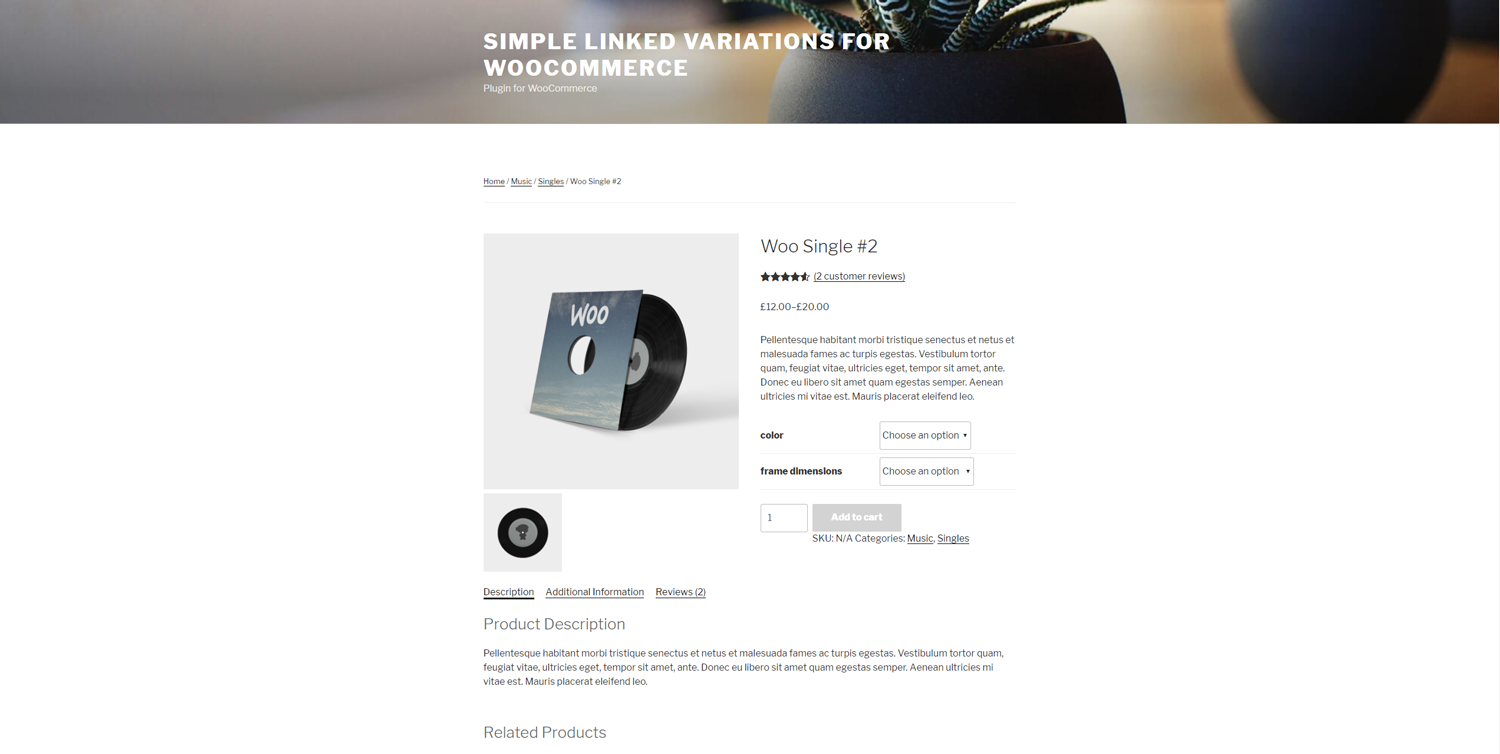 SIMPLE LINKED VARIATIONS FOR
WOOCOMMERCE
Plugin for WooCommerce
Home / Music / Singles / Woo Single #2
WOO
Woo Single #2
(2 customer reviews)
£12.00–£20.00
Pellentesque habitant morbi tristique senectus et netus et
malesuada fames ac turpis egestas. Vestibulum tortor
quam, feugiat vitae, ultricies eget, tempor sit amet, ante.
Donec eu libero sit amet quam egestas semper. Aenean
ultricies mi vitae est. Mauris placerat eleifend leo.
color Choose an option
frame dimensions Choose an option
1 Add to cart
SKU: N/A Categories: Music, Singles
Description Additional Information Reviews (2)
Product Description
Pellentesque habitant morbi tristique senectus et netus et malesuada fames ac turpis egestas. Vestibulum tortor quam,
feugiat vitae, ultricies eget, tempor sit amet, ante. Donec eu libero sit amet quam egestas semper. Aenean ultricies mi
vitae est. Mauris placerat eleifend leo.
Related Products